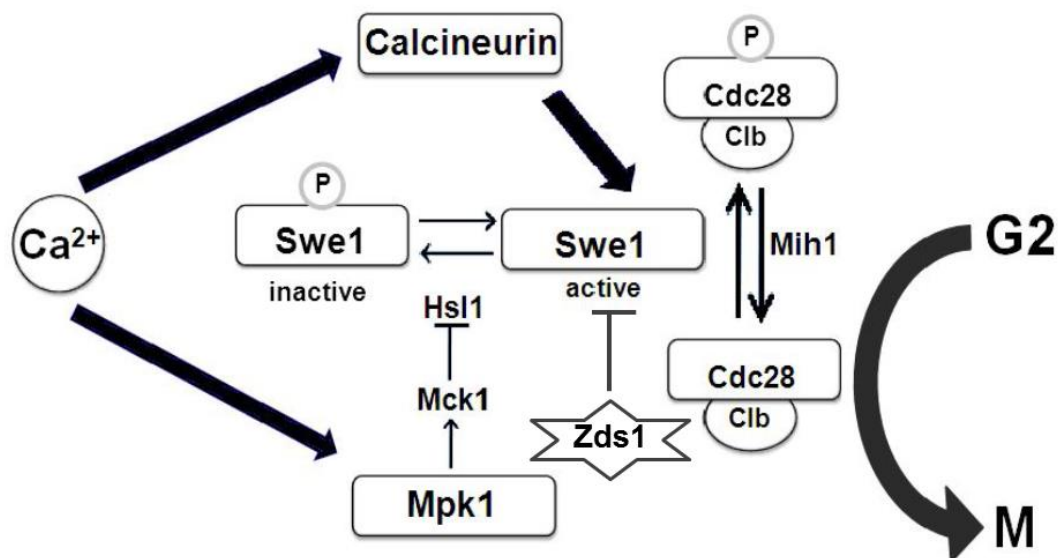 Calcineurin
P
Cdc28
Clb
P
Swe1
inactive
Swe1
active
Mih1
G2
Ca²⁺
Hsl1
Mck1
Mpk1
Zds1
Cdc28
Clb
M